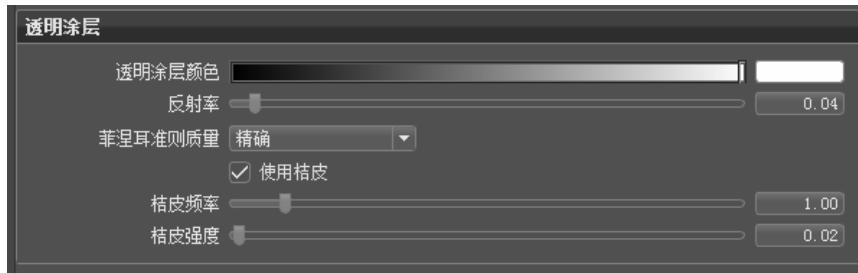 透明涂层
透明涂层颜色
反射率 0.04
菲涅耳准则质量 精确
使用桔皮
桔皮频率 1.00
桔皮强度 0.02